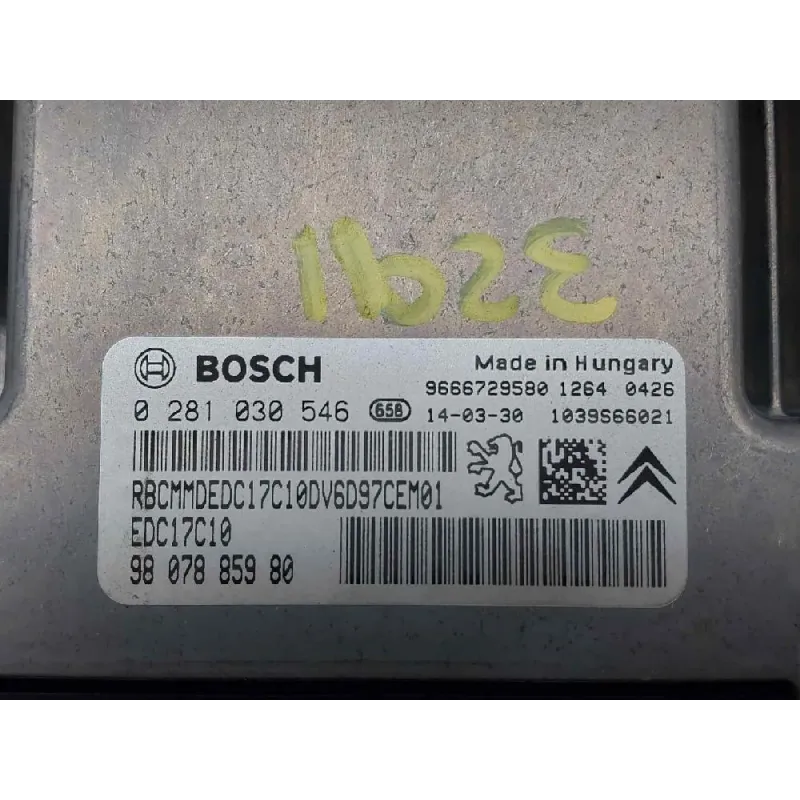 BOSCH
Made in Hungary
9666729580 1264 0426
0 281 030 546 658 14-03-30 1039S66021
RBCMMDEDC17C10DV6D97CEM01
EDC17C10
98 078 859 80